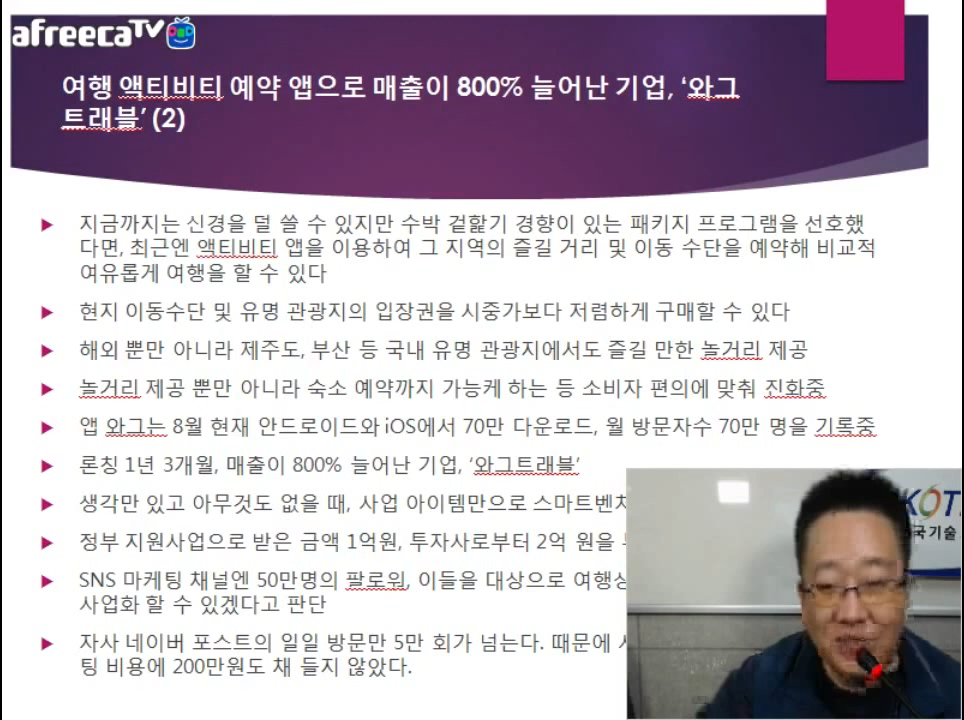 afreecaTV
여행 액티비티 예약 앱으로 매출이 800% 늘어난 기업, ‘와그
트래블’ (2)
지금까지는 신경을 덜 쓸 수 있지만 수박 겉핥기 경향이 있는 패키지 프로그램을 선호했
다면, 최근엔 액티비티 앱을 이용하여 그 지역의 즐길 거리 및 이동 수단을 예약해 비교적
여유롭게 여행을 할 수 있다
현지 이동수단 및 유명 관광지의 입장권을 시중가보다 저렴하게 구매할 수 있다
해외 뿐만 아니라 제주도, 부산 등 국내 유명 관광지에서도 즐길 만한 놀거리 제공
놀거리 제공 뿐만 아니라 숙소 예약까지 가능케 하는 등 소비자 편의에 맞춰 진화중
앱 와그는 8월 현재 안드로이드와 iOS에서 70만 다운로드, 월 방문자수 70만 명을 기록중
론칭 1년 3개월, 매출이 800% 늘어난 기업, ‘와그트래블’
생각만 있고 아무것도 없을 때, 사업 아이템만으로 스마트벤처
정부 지원사업으로 받은 금액 1억원, 투자사로부터 2억 원을
SNS 마케팅 채널엔 50만명의 팔로워, 이들을 대상으로 여행상
사업화 할 수 있겠다고 판단
자사 네이버 포스트의 일일 방문만 5만 회가 넘는다. 때문에
팅 비용에 200만원도 채 들지 않았다.
KOT
국기술